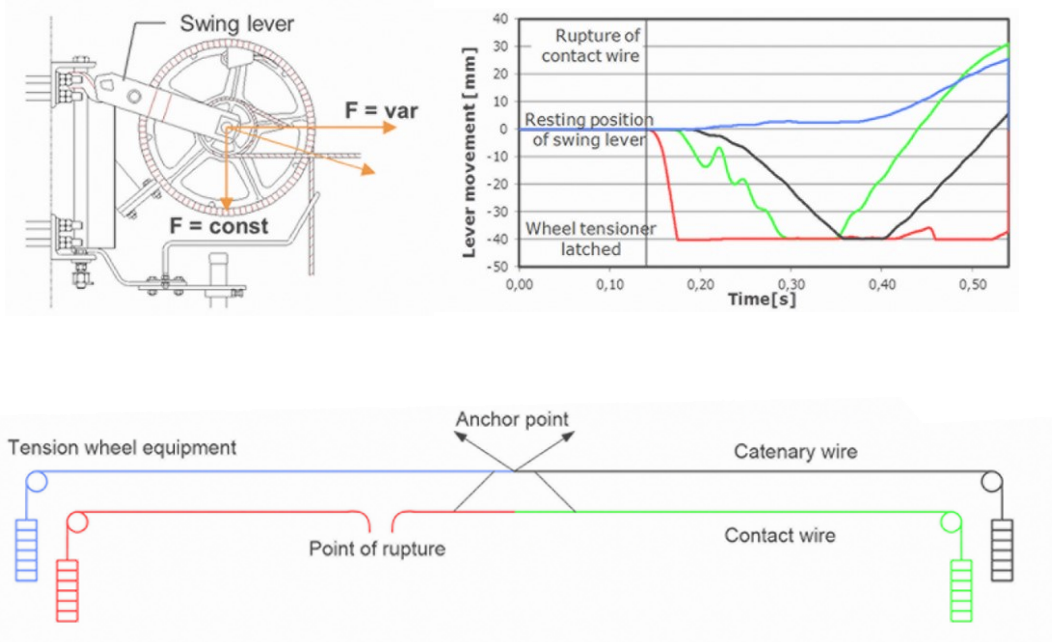 Swing lever
F = var
F = const
40
30
20
10
0
-10
-20
-30
-40
-50
Lever movement [mm]
Rupture of
contact wire
Resting position
of swing lever
Wheel tensioner
latched
0,00
0,10
0,20
0,30
0,40
0,50
Time[s]
Anchor point
Tension wheel equipment
Catenary wire
Point of rupture
Contact wire